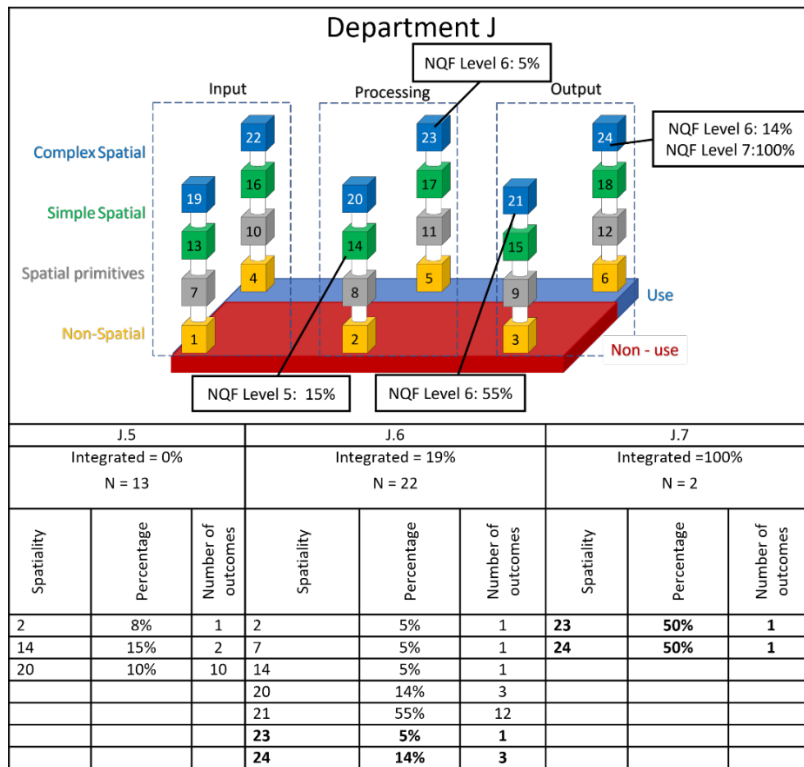 Department J
NQF Level 6: 5%
Input
Processing
Output
NQF Level 6: 14%
NQF Level 7:100%
22
23
24
Complex Spatial
16
17
18
19
20
21
Simple Spatial
10
11
12
13
14
15
Spatial primitives
4
5
6
7
8
9
Use
Non-Spatial
1
2
3
Non - use
NQF Level 5: 15%
NQF Level 6: 55%
J.5 J.6 J.7
Integrated = 0% Integrated = 19% Integrated =100%
N = 13 N = 22 N = 2
Spatiality Percentage Number of outcomes Spatiality Percentage Number of outcomes Spatiality Percentage Number of outcomes
2 8% 1 2 5% 1 23 50% 1
14 15% 2 7 5% 1 24 50% 1
20 10% 10 14 5% 1
20 14% 3
21 55% 12
23 5% 1
24 14% 3